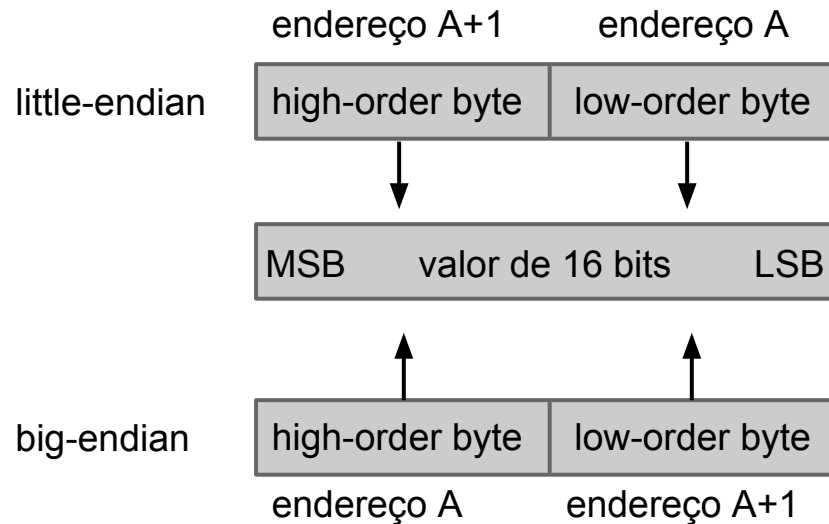 endereço A+1 endereço A
little-endian high-order byte low-order byte
MSB valor de 16 bits LSB
big-endian high-order byte low-order byte
endereço A endereço A+1